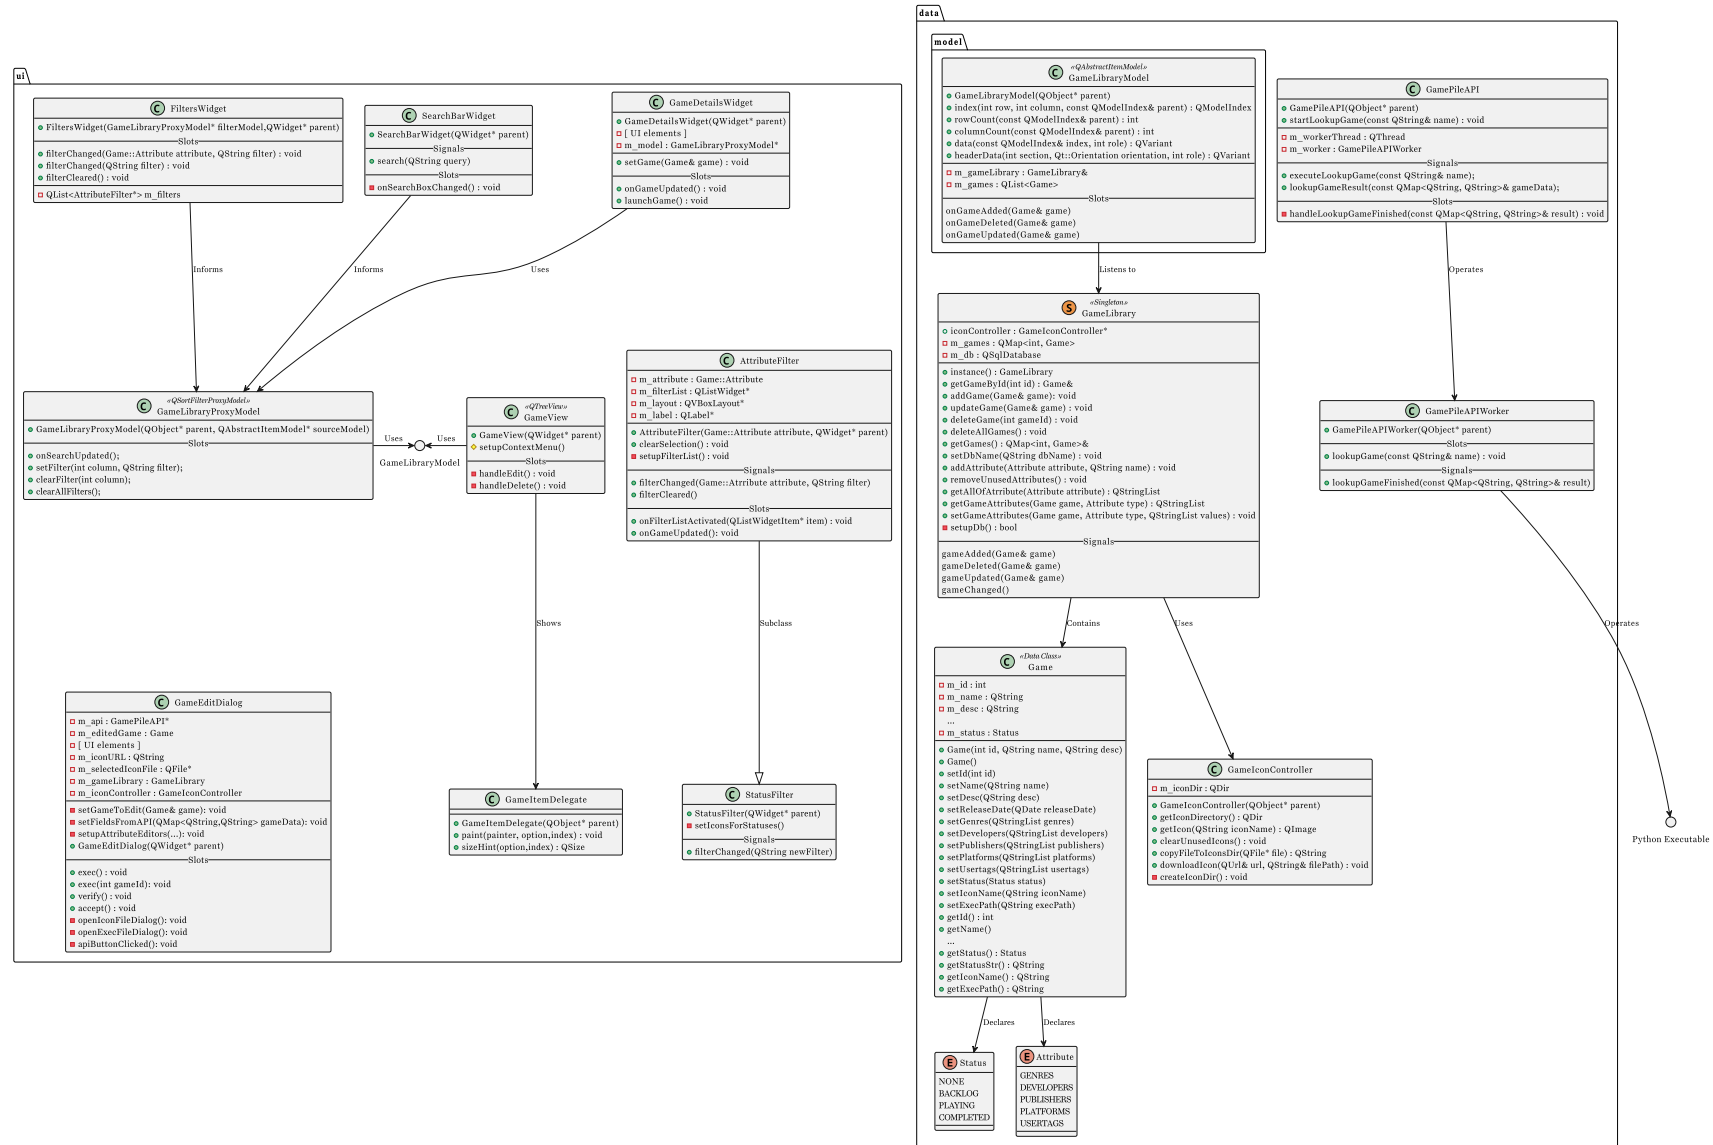 ui
FiltersWidget
FiltersWidget(GameLibraryProxyModel* filterModel,QWidget* parent)
Slots
filterChanged(Game::Attribute attribute, QString filter) : void
filterChanged(QString filter) : void
filterCleared() : void
QList<AttributeFilter*> m_filters
SearchBarWidget
SearchBarWidget(QWidget* parent)
Signals
search(QString query)
Slots
onSearchBoxChanged() : void
GameDetailsWidget
GameDetailsWidget(QWidget* parent)
[ UI elements ]
m_model : GameLibraryProxyModel*
setGame(Game& game) : void
Slots
onGameUpdated() : void
launchGame() : void
Informs
Informs
Uses
«QSortFilterProxyModel»
GameLibraryProxyModel
GameLibraryProxyModel(QObject* parent, QAbstractItemModel* sourceModel)
Slots
onSearchUpdated();
setFilter(int column, QString filter);
clearFilter(int column);
clearAllFilters();
Uses
Uses
GameLibraryModel
«QTreeView»
GameView
GameView(QWidget* parent)
setupContextMenu()
Slots
handleEdit() : void
handleDelete() : void
AttributeFilter
m_attribute : Game::Attribute
m_filterList : QListWidget*
m_layout : QVBoxLayout*
m_label : QLabel*
AttributeFilter(Game::Attribute attribute, QWidget* parent)
clearSelection() : void
setupFilterList() : void
Signals
filterChanged(Game::Attribute attribute, QString filter)
filterCleared()
Slots
onFilterListActivated(QListWidgetItem* item) : void
onGameUpdated(): void
Shows
Subclass
GameEditDialog
m_api : GamePileAPI*
m_editedGame : Game
[ UI elements ]
m_iconURL : QString
m_selectedIconFile : QFile*
m_gameLibrary : GameLibrary
m_iconController : GameIconController
setGameToEdit(Game& game): void
setFieldsFromAPI(QMap<QString,QString> gameData): void
setupAttributeEditors(...): void
GameEditDialog(QWidget* parent)
Slots
exec() : void
exec(int gameId): void
verify() : void
accept() : void
openIconFileDialog(): void
openExecFileDialog(): void
apiButtonClicked(): void
GameItemDelegate
GameItemDelegate(QObject* parent)
paint(painter, option,index) : void
sizeHint(option,index) : QSize
StatusFilter
StatusFilter(QWidget* parent)
setIconsForStatuses()
Signals
filterChanged(QString newFilter)
data
model
«QAbstractItemModel»
GameLibraryModel
GameLibraryModel(QObject* parent)
index(int row, int column, const QModelIndex& parent) : QModelIndex
rowCount(const QModelIndex& parent) : int
columnCount(const QModelIndex& parent) : int
data(const QModelIndex& index, int role) : QVariant
headerData(int section, Qt::Orientation orientation, int role) : QVariant
m_gameLibrary : GameLibrary&
m_games : QList<Game>
Slots
onGameAdded(Game& game)
onGameDeleted(Game& game)
onGameUpdated(Game& game)
GamePileAPI
GamePileAPI(QObject* parent)
startLookupGame(const QString& name) : void
m_workerThread : QThread
m_worker : GamePileAPIWorker
Signals
executeLookupGame(const QString& name);
lookupGameResult(const QMap<QString, QString>& gameData);
Slots
handleLookupGameFinished(const QMap<QString, QString>& result) : void
Listens to
Operates
«Singleton»
GameLibrary
iconController : GameIconController*
m_games : QMap<int, Game>
m_db : QSqlDatabase
instance() : GameLibrary
getGameById(int id) : Game&
addGame(Game& game): void
updateGame(Game& game) : void
deleteGame(int gameId) : void
deleteAllGames() : void
getGames() : QMap<int, Game>&
setDbName(QString dbName) : void
addAttribute(Attribute attribute, QString name) : void
removeUnusedAttributes() : void
getAllOfAtrribute(Attribute attribute) : QStringList
getGameAttributes(Game game, Attribute type) : QStringList
setGameAttributes(Game game, Attribute type, QStringList values) : void
setupDb() : bool
Signals
gameAdded(Game& game)
gameDeleted(Game& game)
gameUpdated(Game& game)
gameChanged()
GamePileAPIWorker
GamePileAPIWorker(QObject* parent)
Slots
lookupGame(const QString& name) : void
Signals
lookupGameFinished(const QMap<QString, QString>& result)
Contains
Uses
Operates
«Data Class»
Game
m_id : int
m_name : QString
m_desc : QString
...
m_status : Status
Game(int id, QString name, QString desc)
Game()
setId(int id)
setName(QString name)
setDesc(QString desc)
setReleaseDate(QDate releaseDate)
setGenres(QStringList genres)
setDevelopers(QStringList developers)
setPublishers(QStringList publishers)
setPlatforms(QStringList platforms)
setUsertags(QStringList usertags)
setStatus(Status status)
setIconName(QString iconName)
setExecPath(QString execPath)
getId() : int
getName()
...
getStatus() : Status
getStatusStr() : QString
getIconName() : QString
getExecPath() : QString
GameIconController
m_iconDir : QDir
GameIconController(QObject* parent)
getIconDirectory() : QDir
getIcon(QString iconName) : QImage
clearUnusedIcons() : void
copyFileToIconsDir(QFile* file) : QString
downloadIcon(QUrl& url, QString& filePath) : void
createIconDir() : void
Python Executable
Declares
Declares
Status
NONE
BACKLOG
PLAYING
COMPLETED
Attribute
GENRES
DEVELOPERS
PUBLISHERS
PLATFORMS
USERTAGS